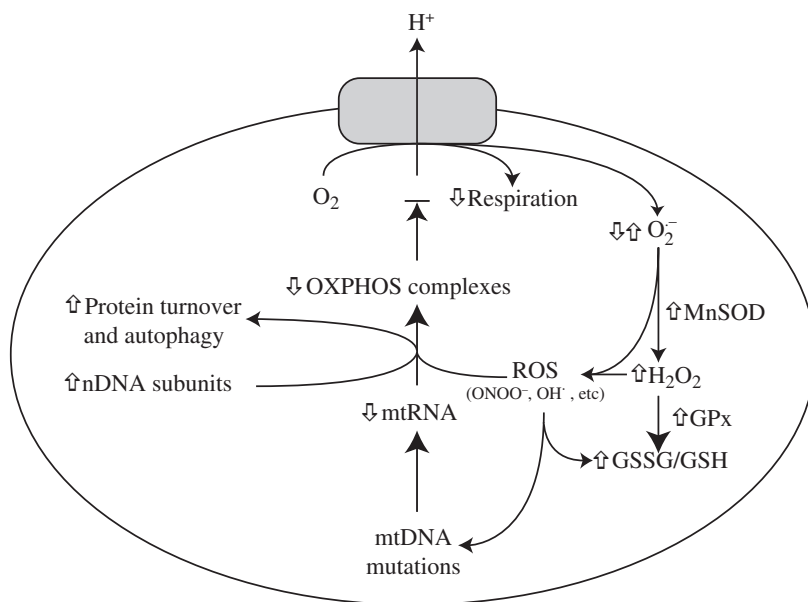 H⁺
O₂
⇩Respiration
⇩⇧ O₂·⁻
⇩ OXPHOS complexes
⇧Protein turnover
and autophagy
⇧MnSOD
⇧nDNA subunits
ROS
(ONOO⁻, OH·, etc)
⇧H₂O₂
⇩mtRNA
⇧GPx
⇧GSSG/GSH
mtDNA
mutations